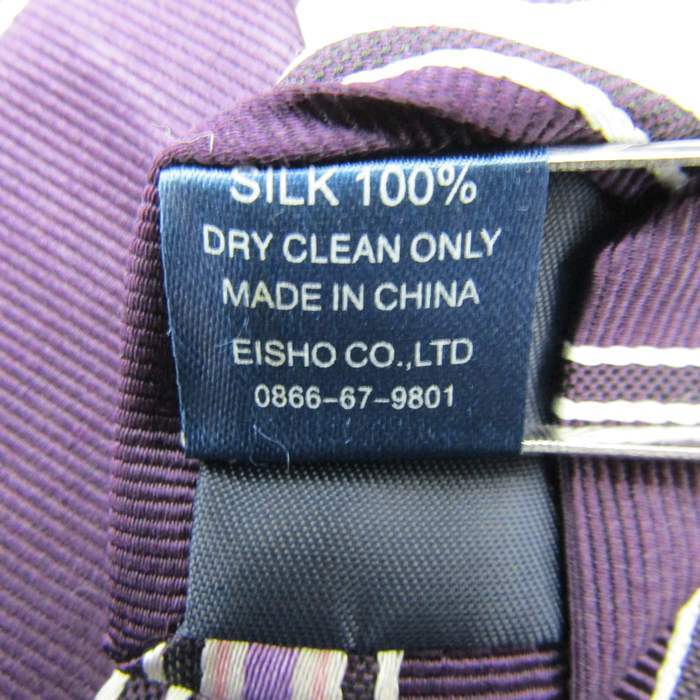 SILK 100%
DRY CLEAN ONLY
MADE IN CHINA
EISHO CO.,LTD
0866-67-9801